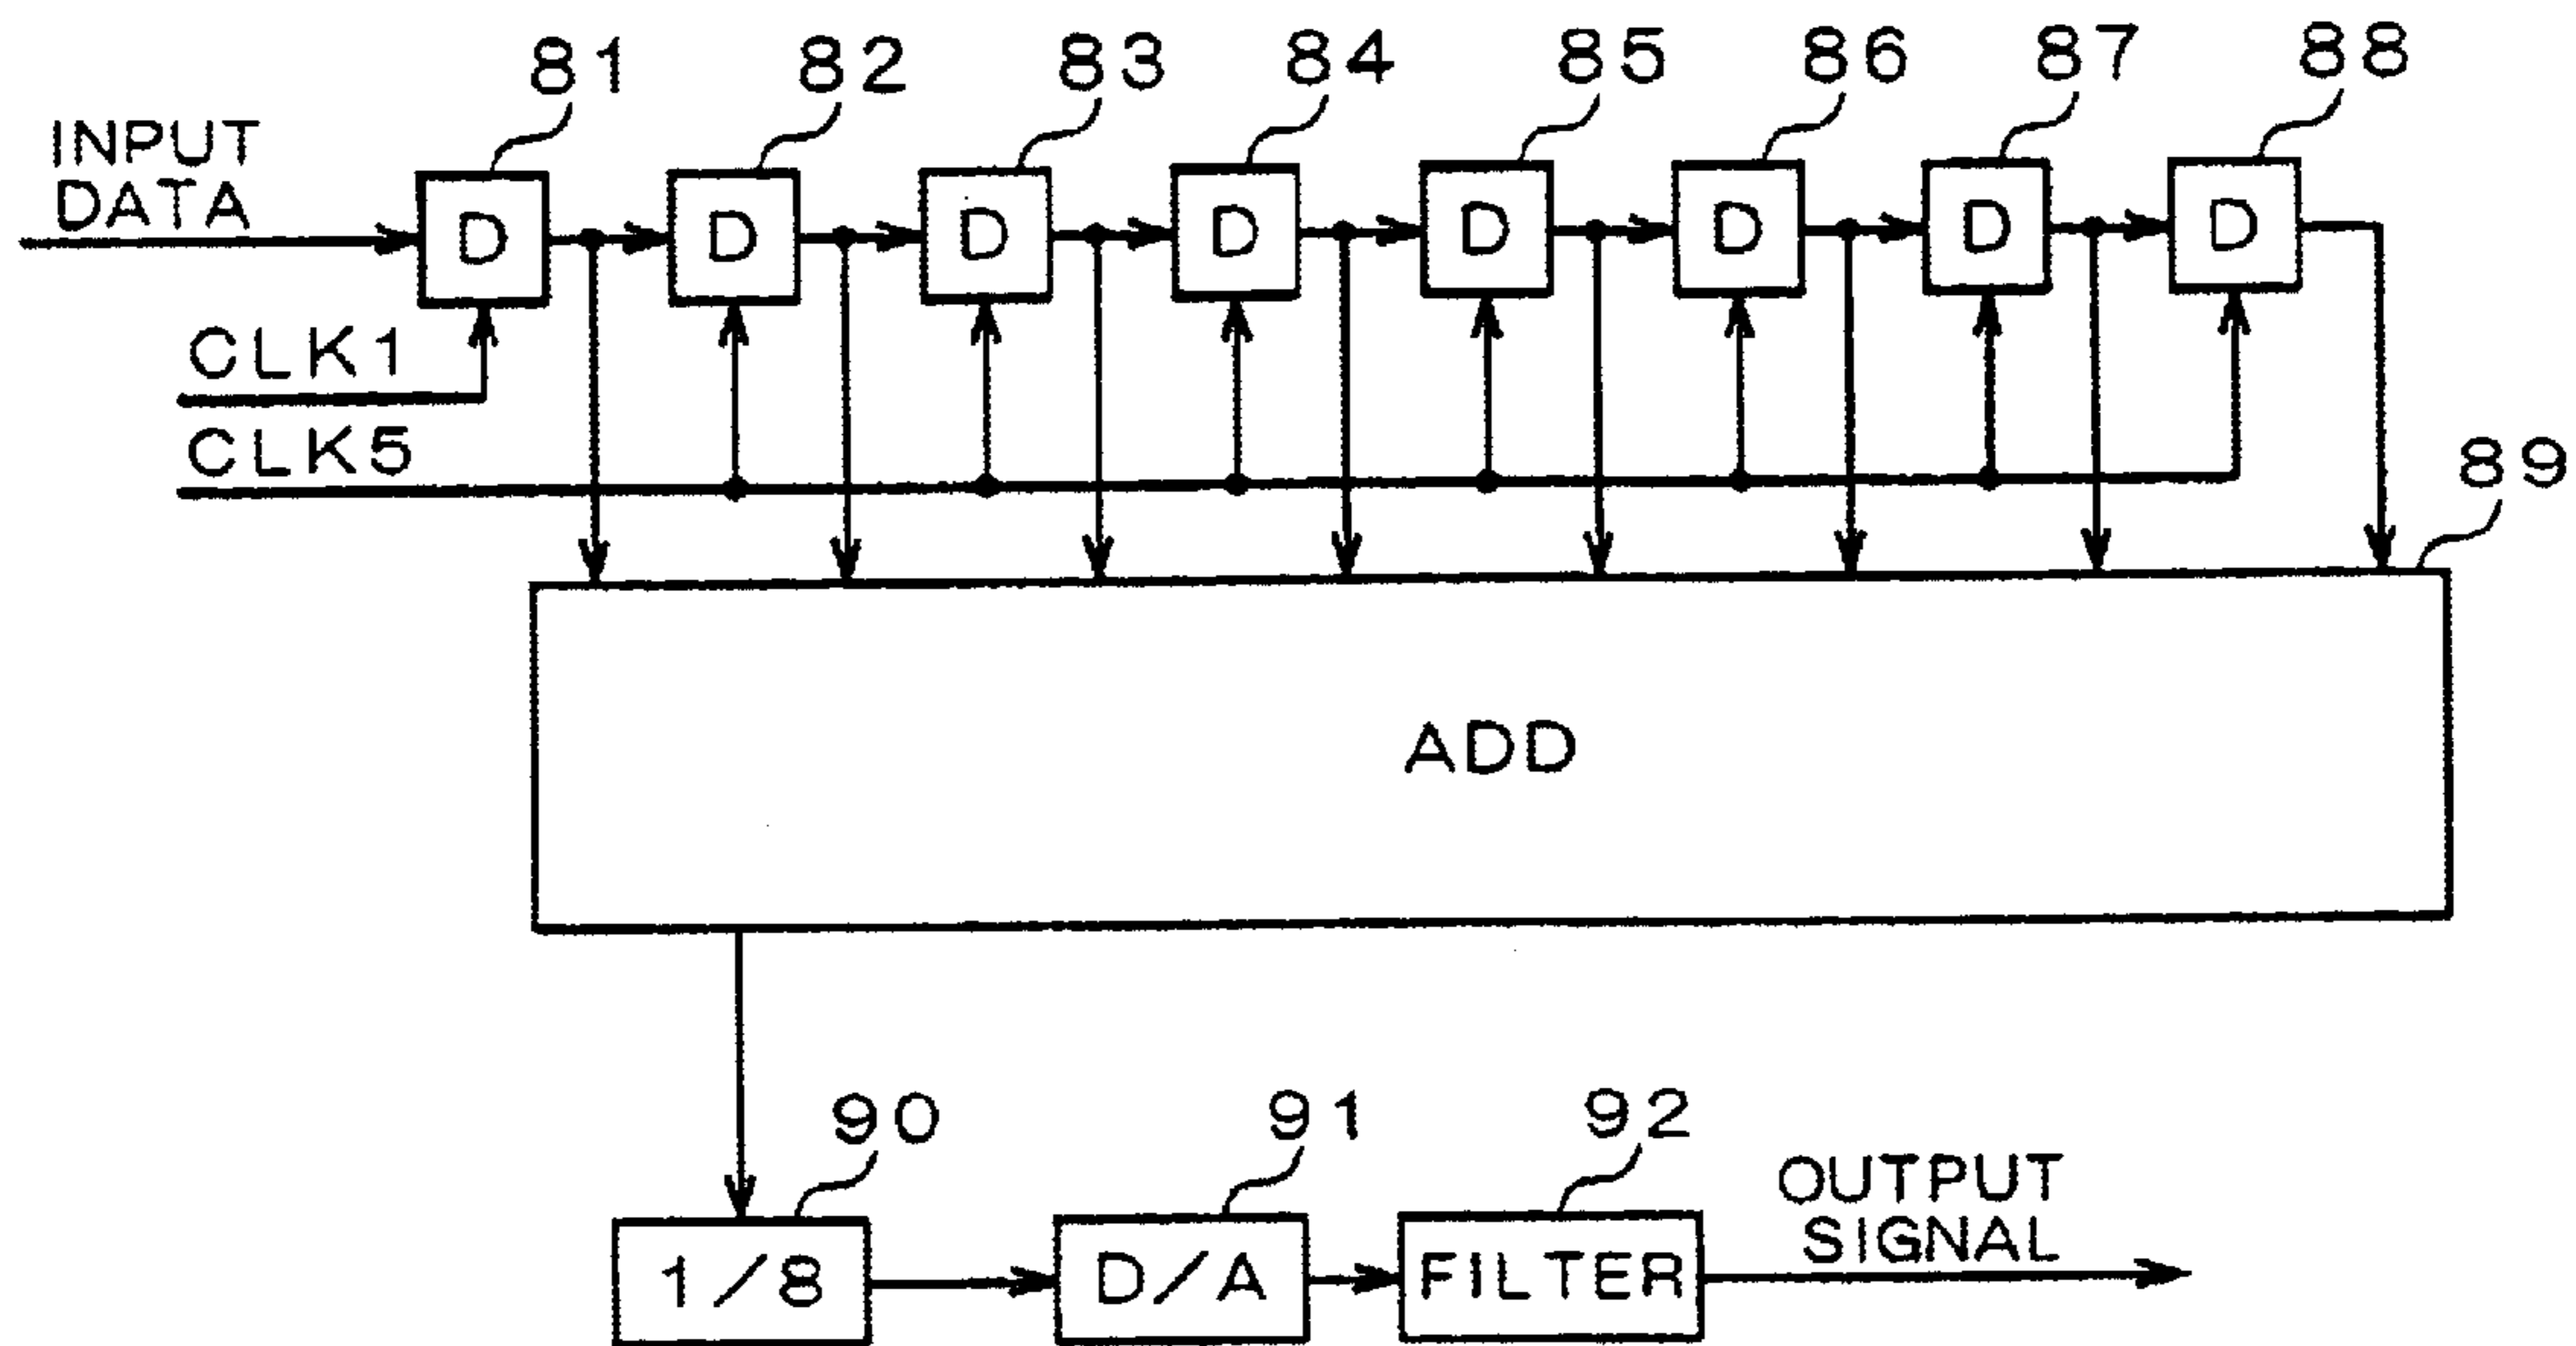 81 82 83 84 85 86 87 88
INPUT
DATA
D D D D D D D D
CLK1
CLK5
89
ADD
90 91 92
OUTPUT
SIGNAL
1/8 D/A FILTER